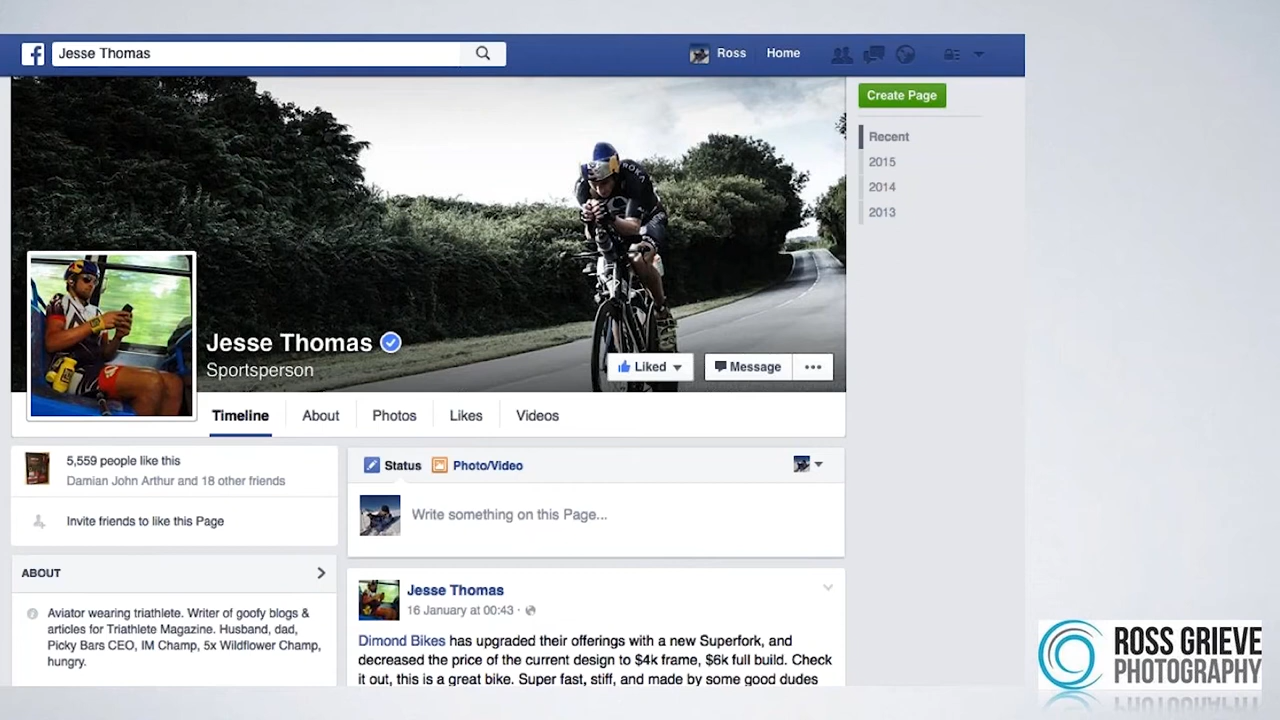 Jesse Thomas
Ross
Home
Create Page
Recent
2015
2014
2013
ROKA
Jesse Thomas
Sportsperson
Liked
Message
Timeline
About
Photos
Likes
Videos
5,559 people like this
Damian John Arthur and 18 other friends
Invite friends to like this Page
Status
Photo/Video
Write something on this Page...
ABOUT
Aviator wearing triathlete. Writer of goofy blogs &
articles for Triathlete Magazine. Husband, dad,
Picky Bars CEO, IM Champ, 5x Wildflower Champ,
hungry.
Jesse Thomas
16 January at 00:43 ·
Dimond Bikes has upgraded their offerings with a new Superfork, and
decreased the price of the current design to $4k frame, $6k full build. Check
it out, this is a great bike. Super fast, stiff, and made by some good dudes
ROSS GRIEVE
PHOTOGRAPHY